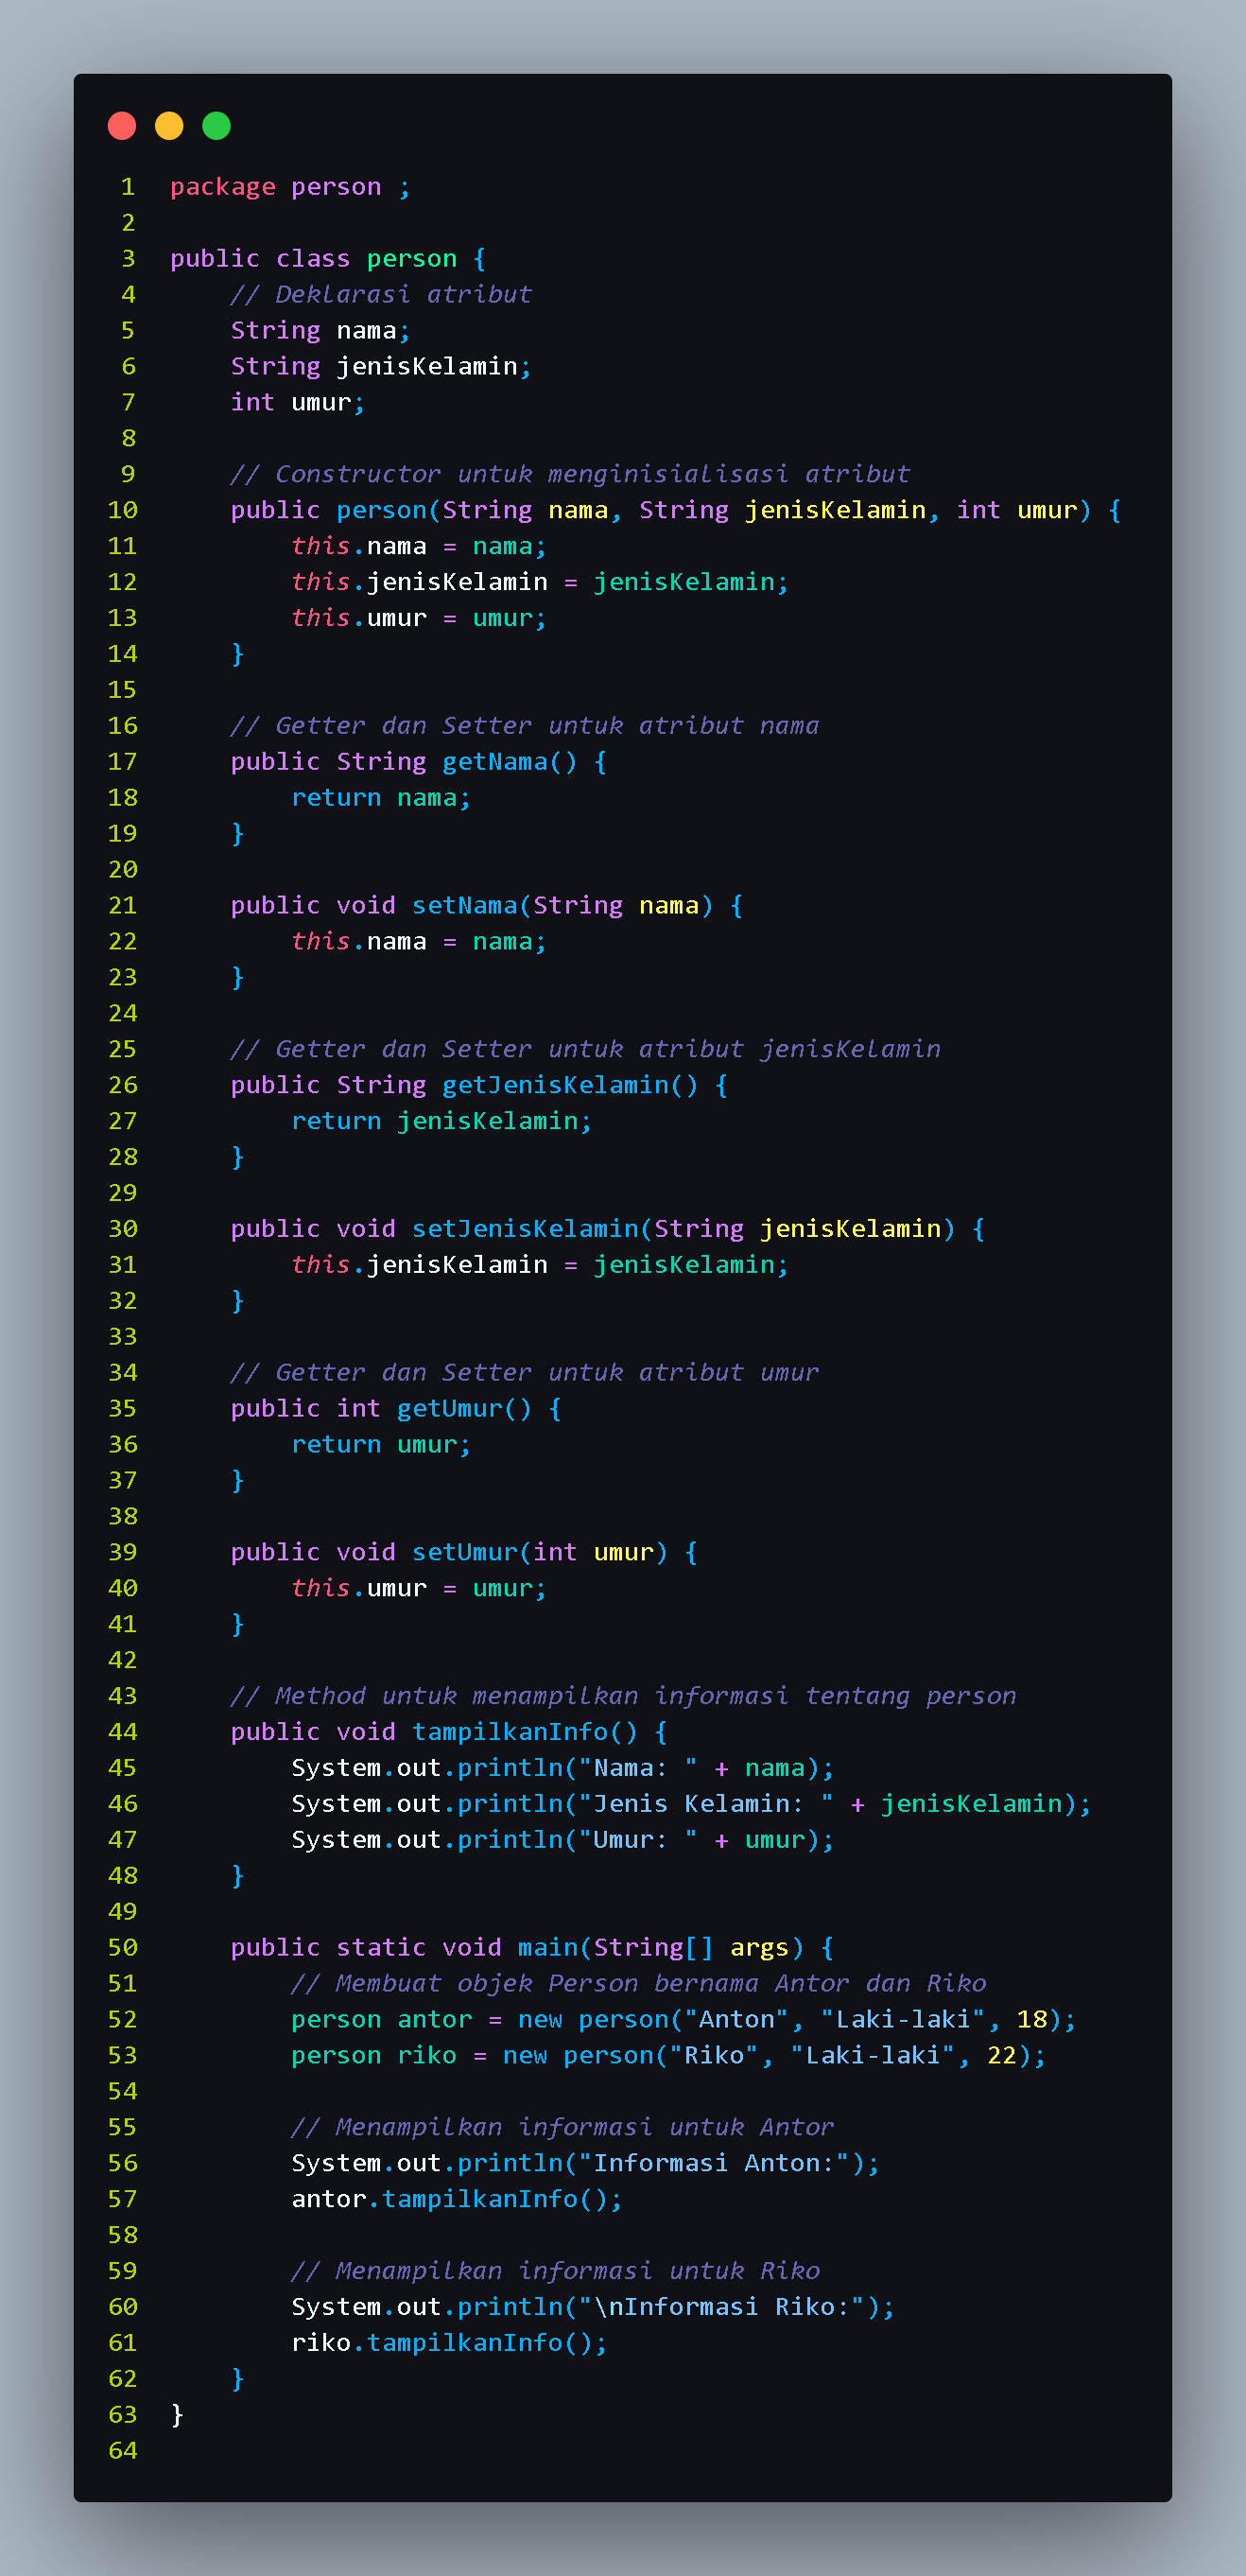 1 package person ;
2
3 public class person {
4     // Deklarasi atribut
5     String nama;
6     String jenisKelamin;
7     int umur;
8
9     // Constructor untuk menginisialisasi atribut
10     public person(String nama, String jenisKelamin, int umur) {
11         this.nama = nama;
12         this.jenisKelamin = jenisKelamin;
13         this.umur = umur;
14     }
15
16     // Getter dan Setter untuk atribut nama
17     public String getNama() {
18         return nama;
19     }
20
21     public void setNama(String nama) {
22         this.nama = nama;
23     }
24
25     // Getter dan Setter untuk atribut jenisKelamin
26     public String getJenisKelamin() {
27         return jenisKelamin;
28     }
29
30     public void setJenisKelamin(String jenisKelamin) {
31         this.jenisKelamin = jenisKelamin;
32     }
33
34     // Getter dan Setter untuk atribut umur
35     public int getUmur() {
36         return umur;
37     }
38
39     public void setUmur(int umur) {
40         this.umur = umur;
41     }
42
43     // Method untuk menampilkan informasi tentang person
44     public void tampilkanInfo() {
45         System.out.println("Nama: " + nama);
46         System.out.println("Jenis Kelamin: " + jenisKelamin);
47         System.out.println("Umur: " + umur);
48     }
49
50     public static void main(String[] args) {
51         // Membuat objek Person bernama Antor dan Riko
52         person antor = new person("Anton", "Laki-laki", 18);
53         person riko = new person("Riko", "Laki-laki", 22);
54
55         // Menampilkan informasi untuk Antor
56         System.out.println("Informasi Anton:");
57         antor.tampilkanInfo();
58
59         // Menampilkan informasi untuk Riko
60         System.out.println("\nInformasi Riko:");
61         riko.tampilkanInfo();
62     }
63 }
64